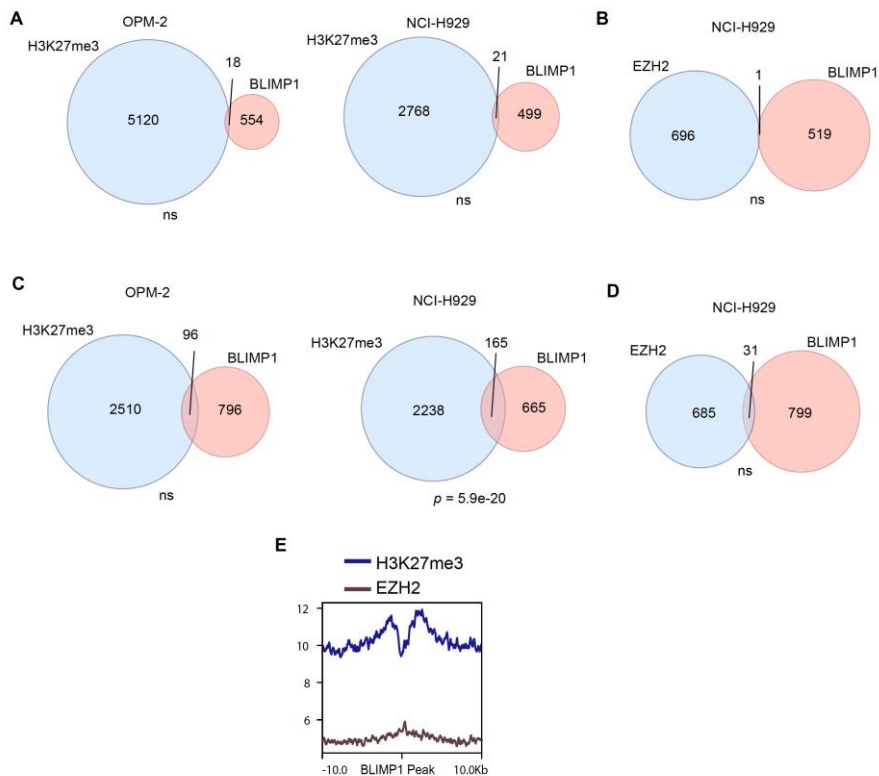 A
OPM-2
H3K27me3
18
BLIMP1
5120
554
ns
NCI-H929
H3K27me3
21
BLIMP1
2768
499
ns
B
NCI-H929
EZH2
1
BLIMP1
696
519
ns
C
OPM-2
H3K27me3
96
BLIMP1
2510
796
ns
NCI-H929
H3K27me3
165
BLIMP1
2238
665
p = 5.9e-20
D
NCI-H929
EZH2
31
BLIMP1
685
799
ns
E
H3K27me3
EZH2
12
10
8
6
-10.0 BLIMP1 Peak 10.0Kb